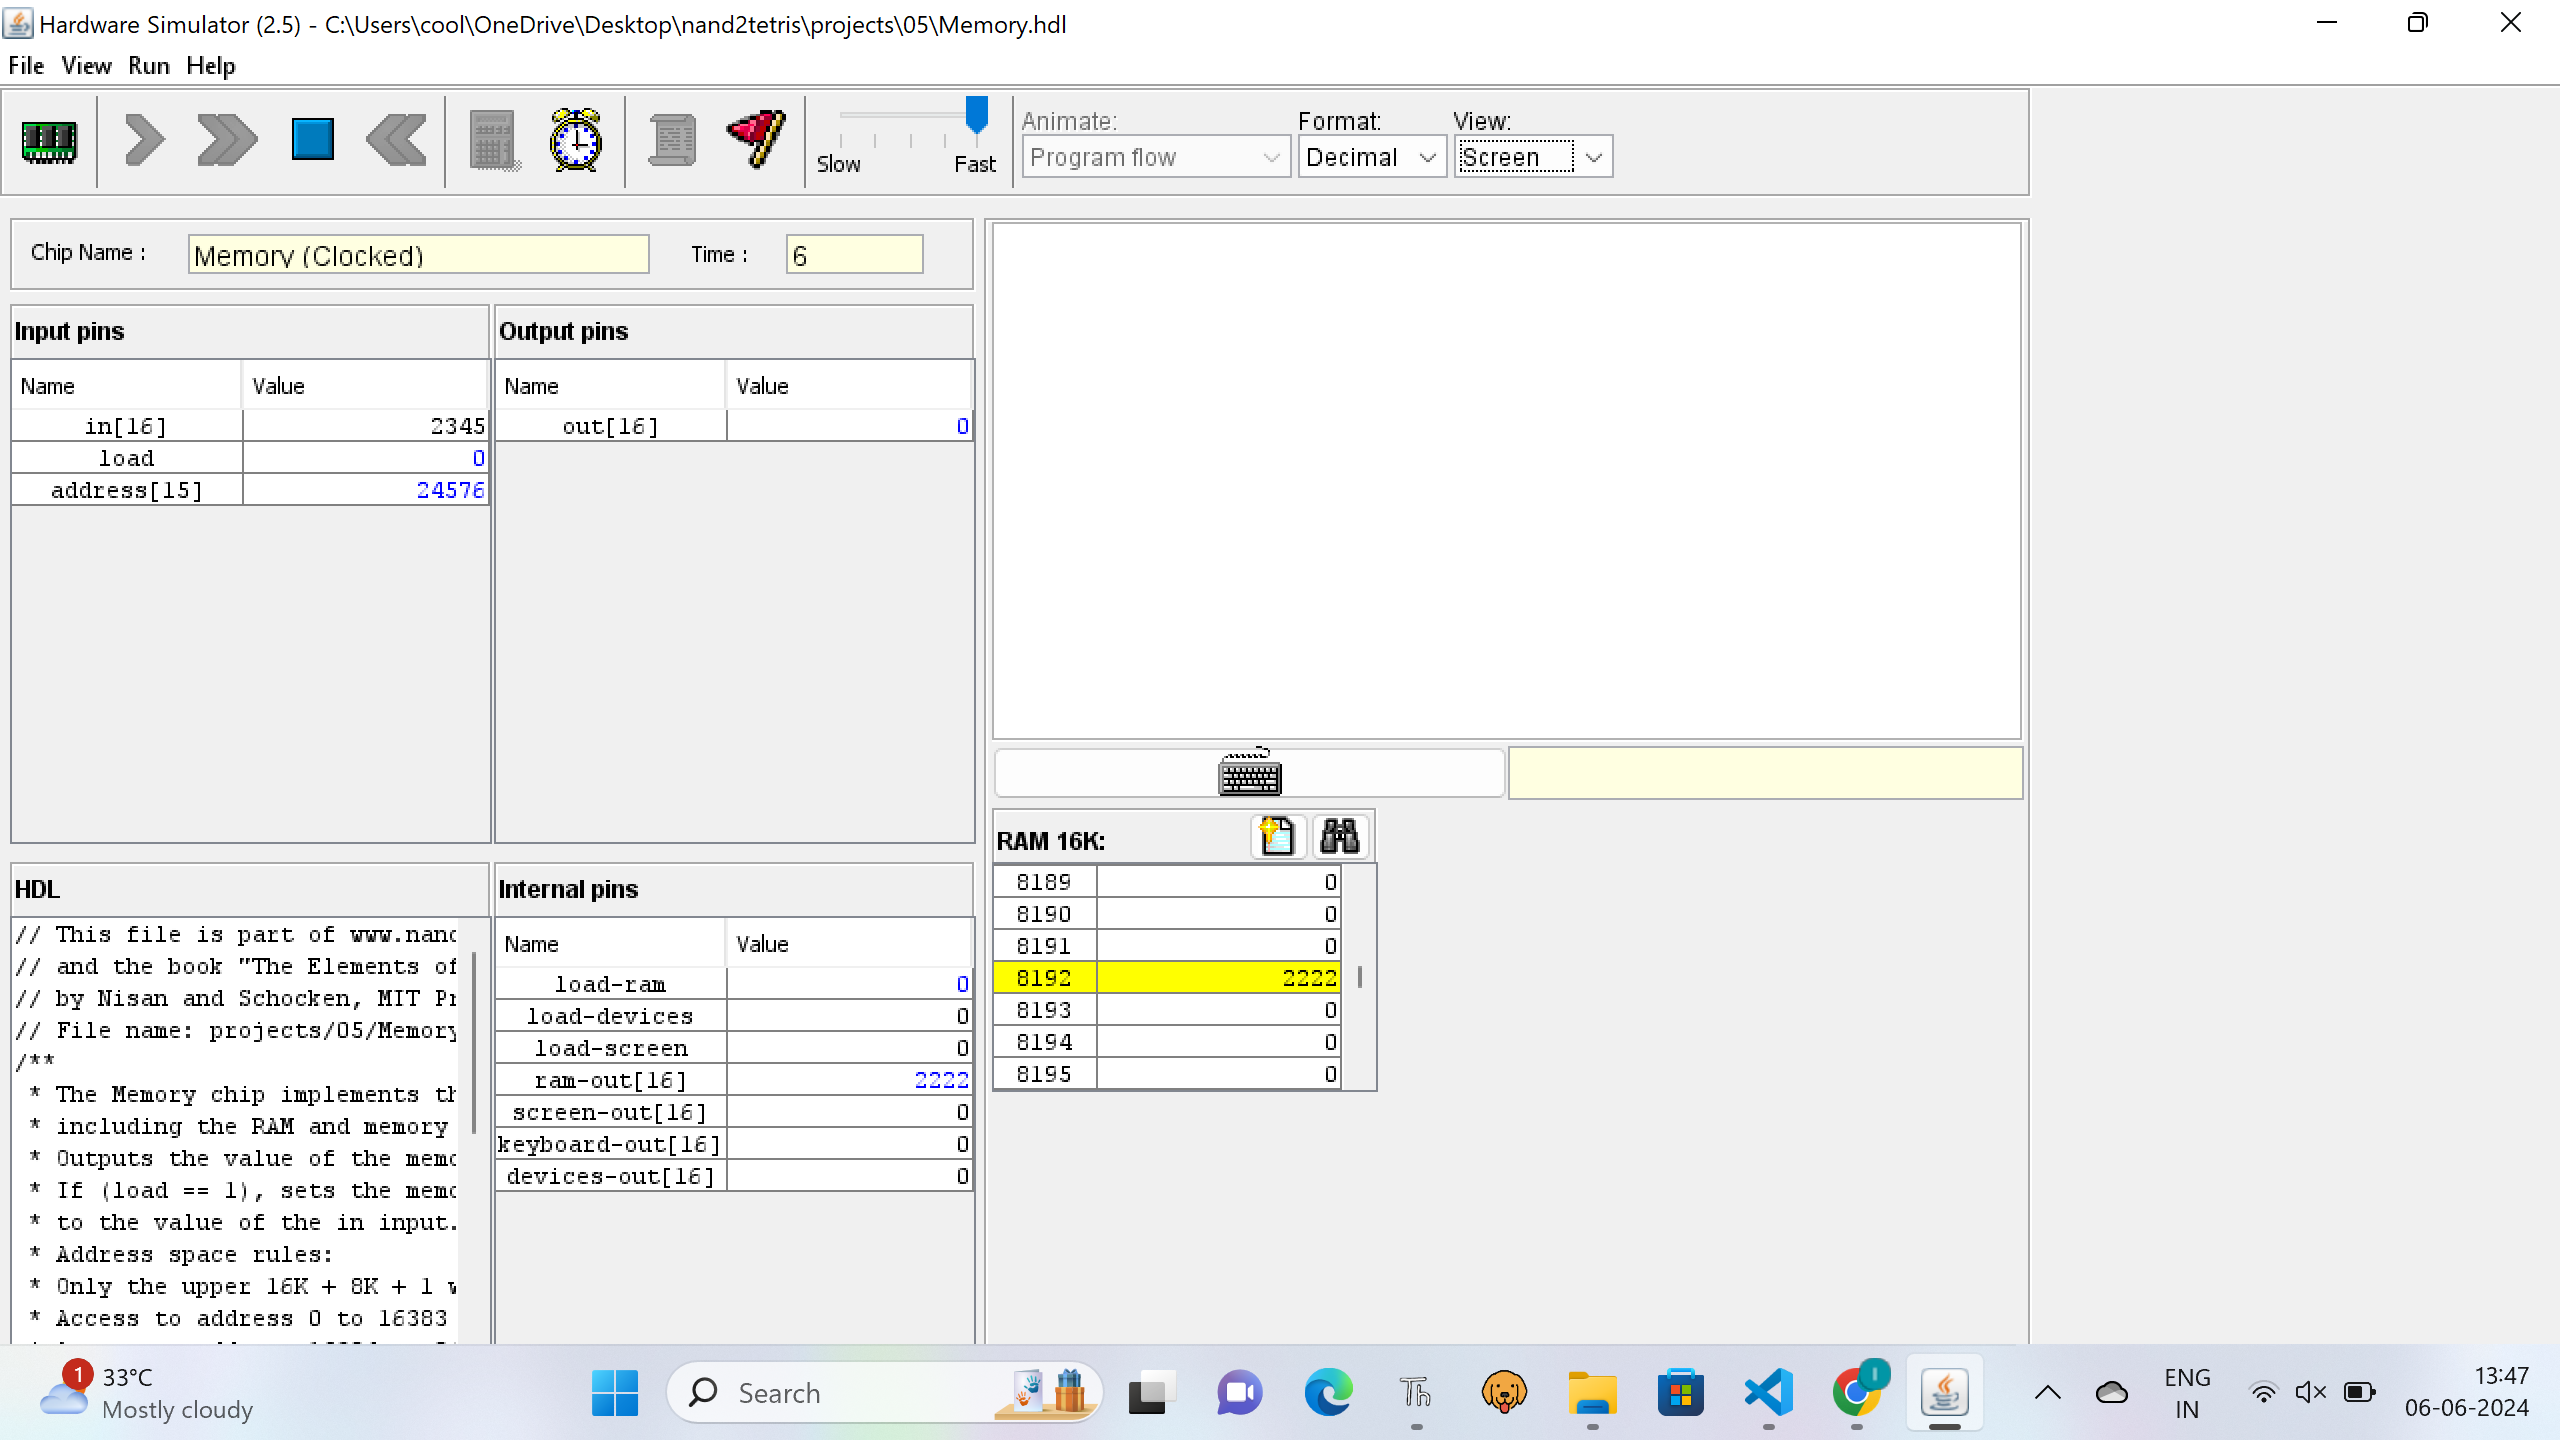 Hardware Simulator (2.5) - C:\Users\cool\OneDrive\Desktop\nand2tetris\projects\05\Memory.hdl
File View Run Help
Slow Fast
Animate: Format: View:
Program flow Decimal Screen
Chip Name : Memory (Clocked) Time : 6
Input pins
Name Value
in[16] 2345
load 0
address[15] 24576
Output pins
Name Value
out[16] 0
RAM 16K:
8189 0
8190 0
8191 0
8192 2222
8193 0
8194 0
8195 0
HDL
// This file is part of www.nand
// and the book "The Elements of
// by Nisan and Schocken, MIT Pr
// File name: projects/05/Memory
/**
* The Memory chip implements th
* including the RAM and memory
* Outputs the value of the memo
* If (load == 1), sets the memo
* to the value of the in input.
* Address space rules:
* Only the upper 16K + 8K + 1 w
* Access to address 0 to 16383
Internal pins
Name Value
load-ram 0
load-devices 0
load-screen 0
ram-out[16] 2222
screen-out[16] 0
keyboard-out[16] 0
devices-out[16] 0
1
33°C
Mostly cloudy
Search
Th
I
ENG
IN
13:47
06-06-2024